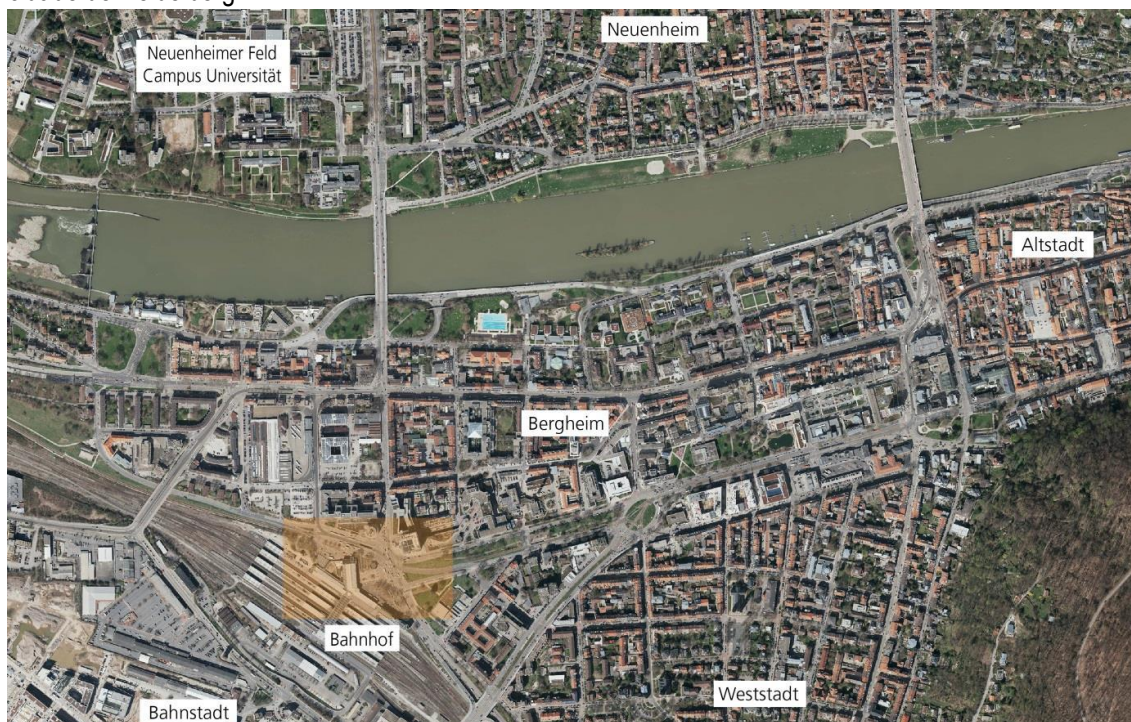 Neuenheimer Feld
Campus Universität
Neuenheim
Altstadt
Bergheim
Bahnhof
Weststadt
Bahnstadt